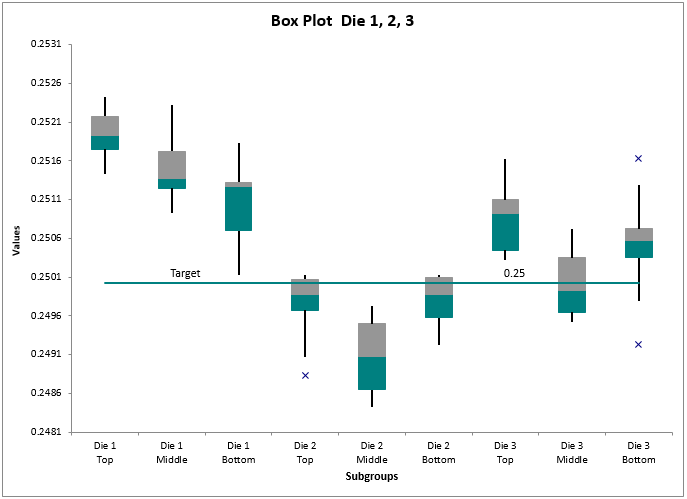 Box Plot Die 1, 2, 3
0.2531
0.2526
0.2521
0.2516
0.2511
0.2506
0.2501
0.2496
0.2491
0.2486
0.2481
Values
Target 0.25
Die 1 Die 1 Die 1 Die 2 Die 2 Die 2 Die 3 Die 3 Die 3
Top Middle Bottom Top Middle Bottom Top Middle Bottom
Subgroups